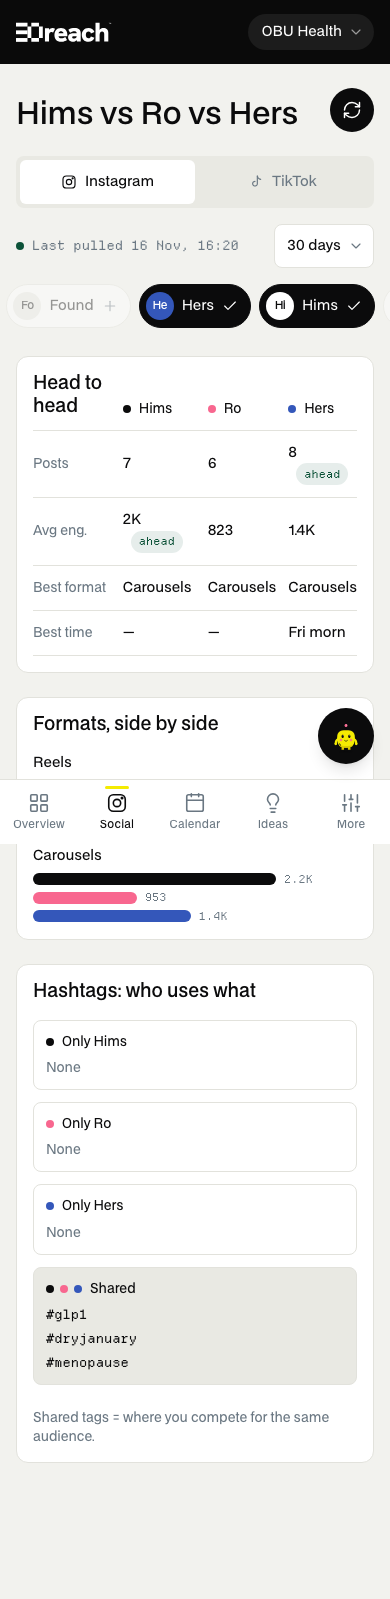 reach
OBU Health
Hims vs Ro vs Hers
Instagram
TikTok
Last pulled 16 Nov, 16:20
30 days
Fo Found
He Hers
Hi Hims
Head to head
Hims
Ro
Hers
Posts
7
6
8
ahead
Avg eng.
2K
ahead
823
1.4K
Best format
Carousels
Carousels
Carousels
Best time
—
—
Fri morn
Formats, side by side
Reels
Overview
Social
Calendar
Ideas
More
Carousels
2.2K
953
1.4K
Hashtags: who uses what
Only Hims
None
Only Ro
None
Only Hers
None
Shared
#glp1
#dryjanuary
#menopause
Shared tags = where you compete for the same
audience.